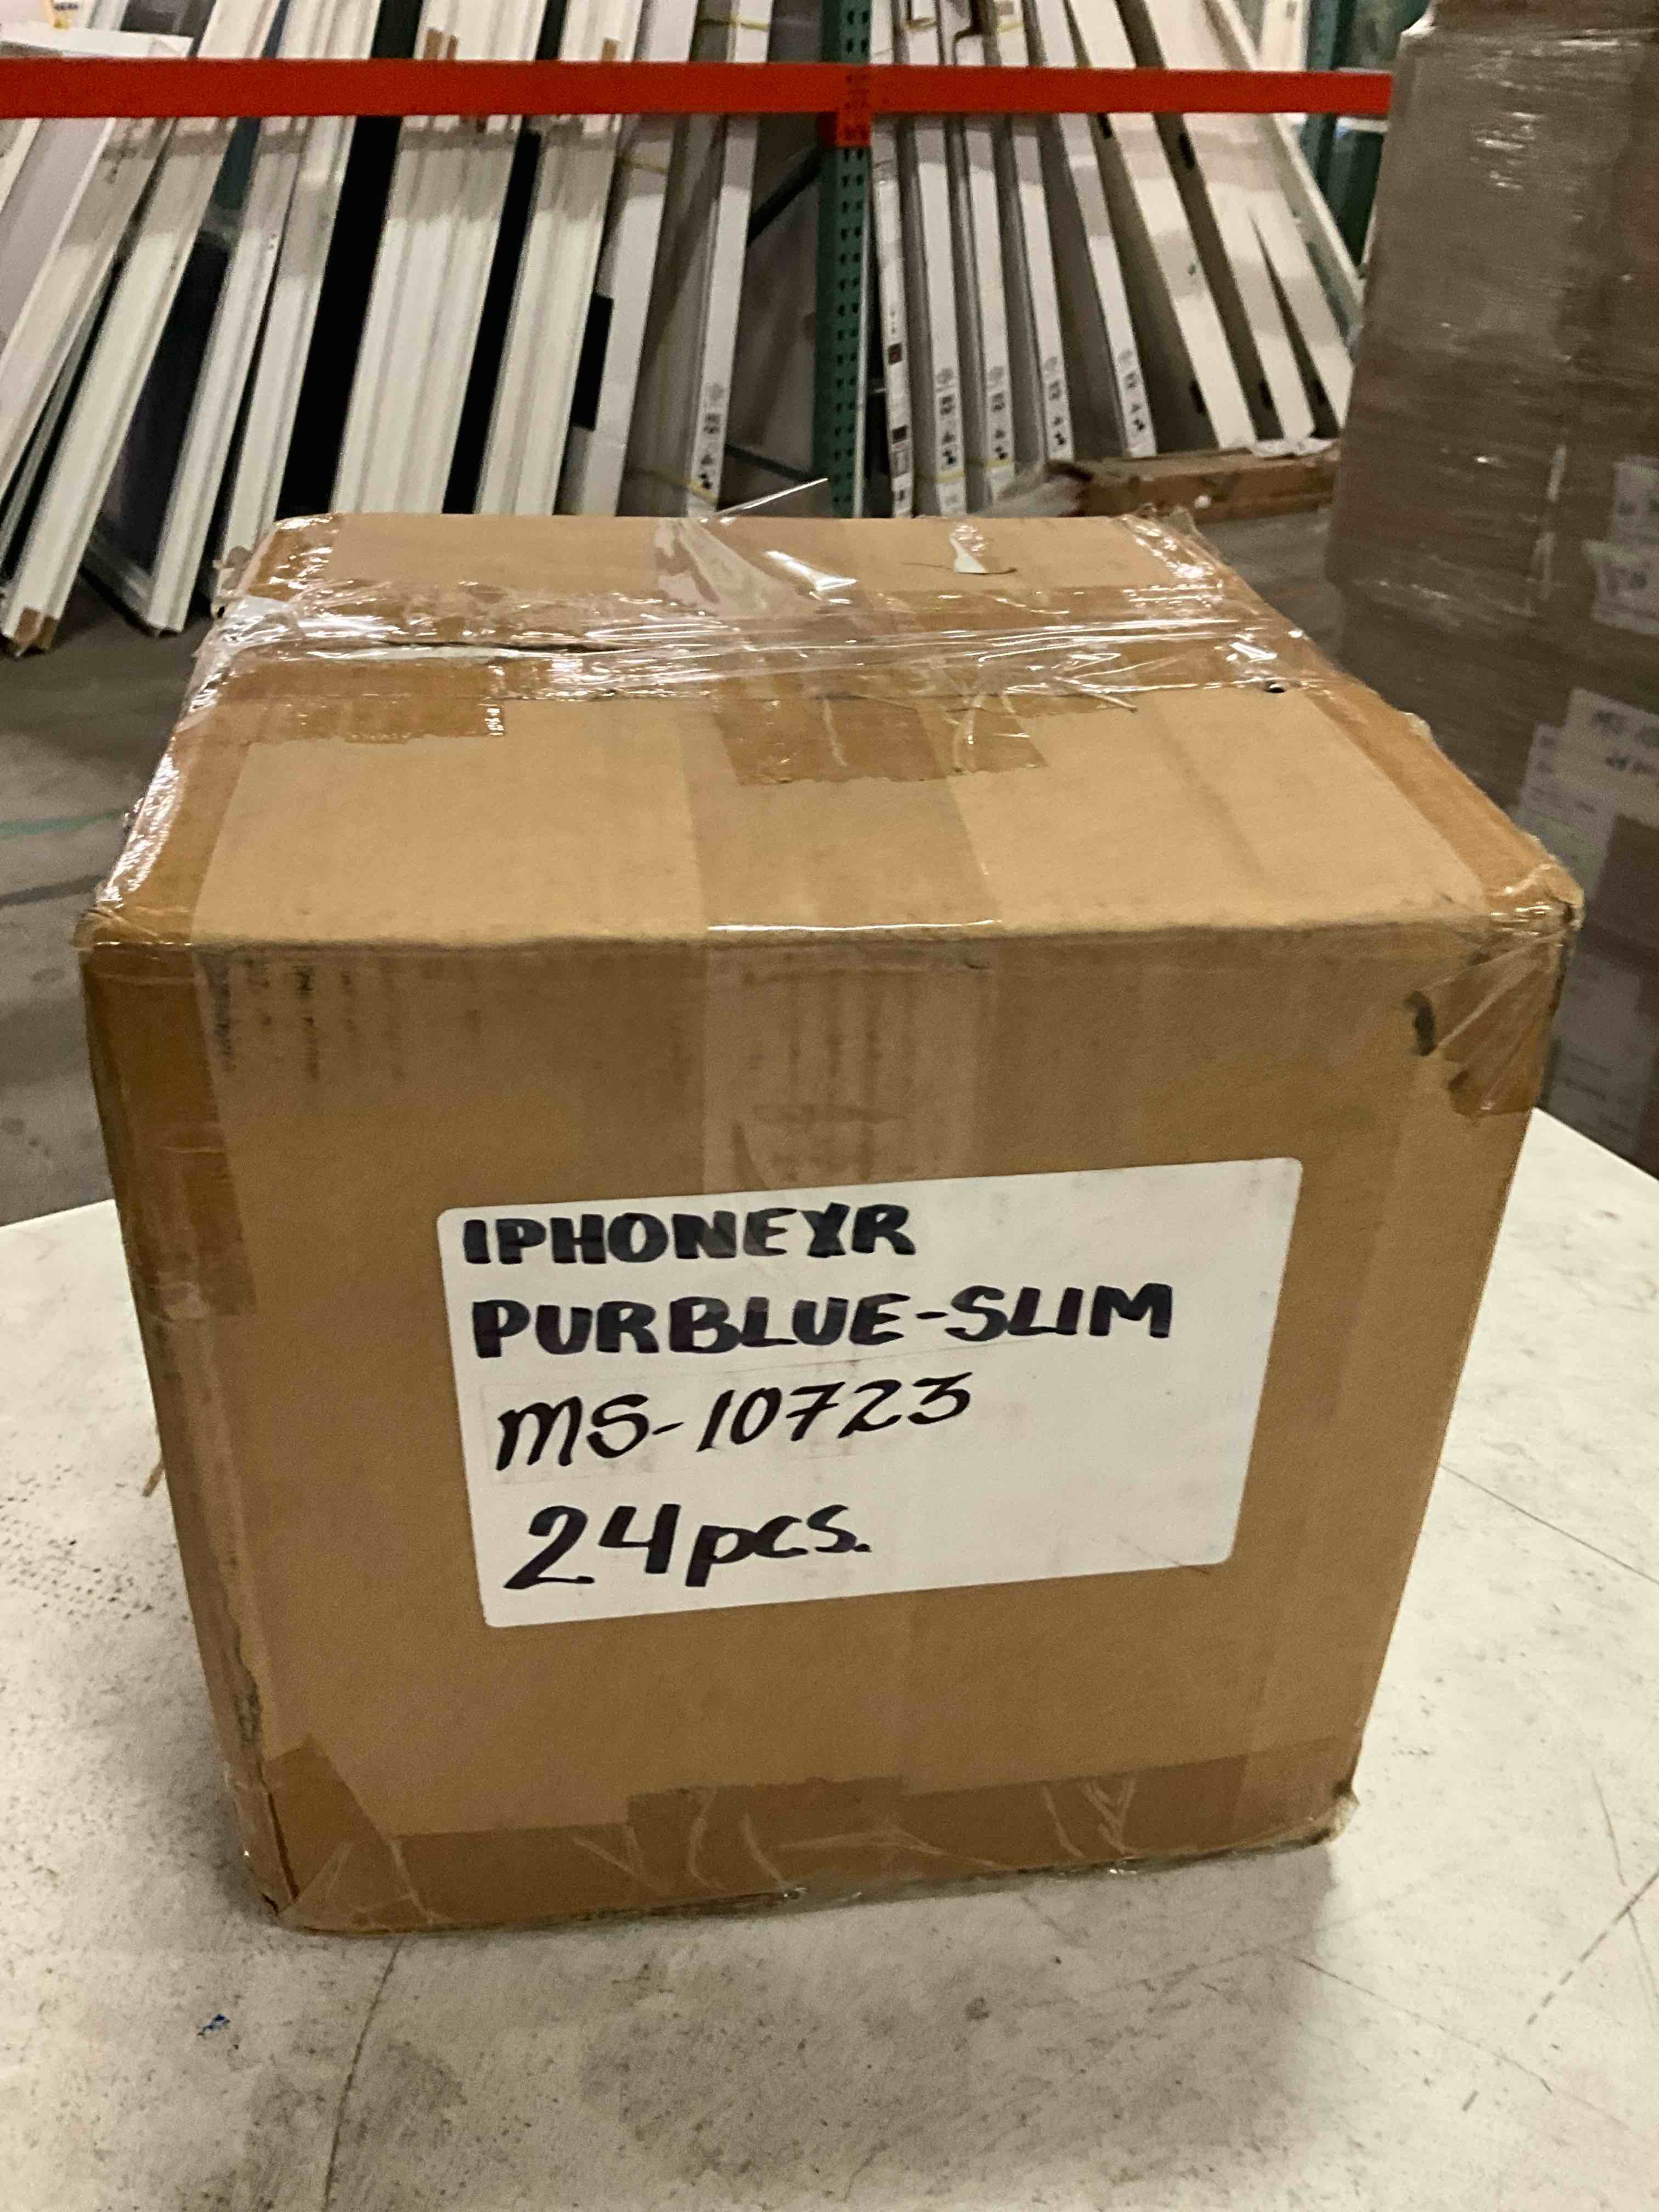 IPHONEXR
PURBLUE-SLIM
MS-10723
24pcs.